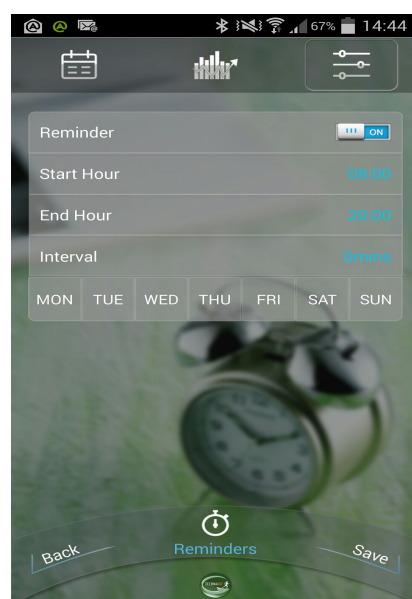 67% 14:44
Reminder ON
Start Hour 08:00
End Hour 20:00
Interval 0mins
MON TUE WED THU FRI SAT SUN
Reminders
Back Save